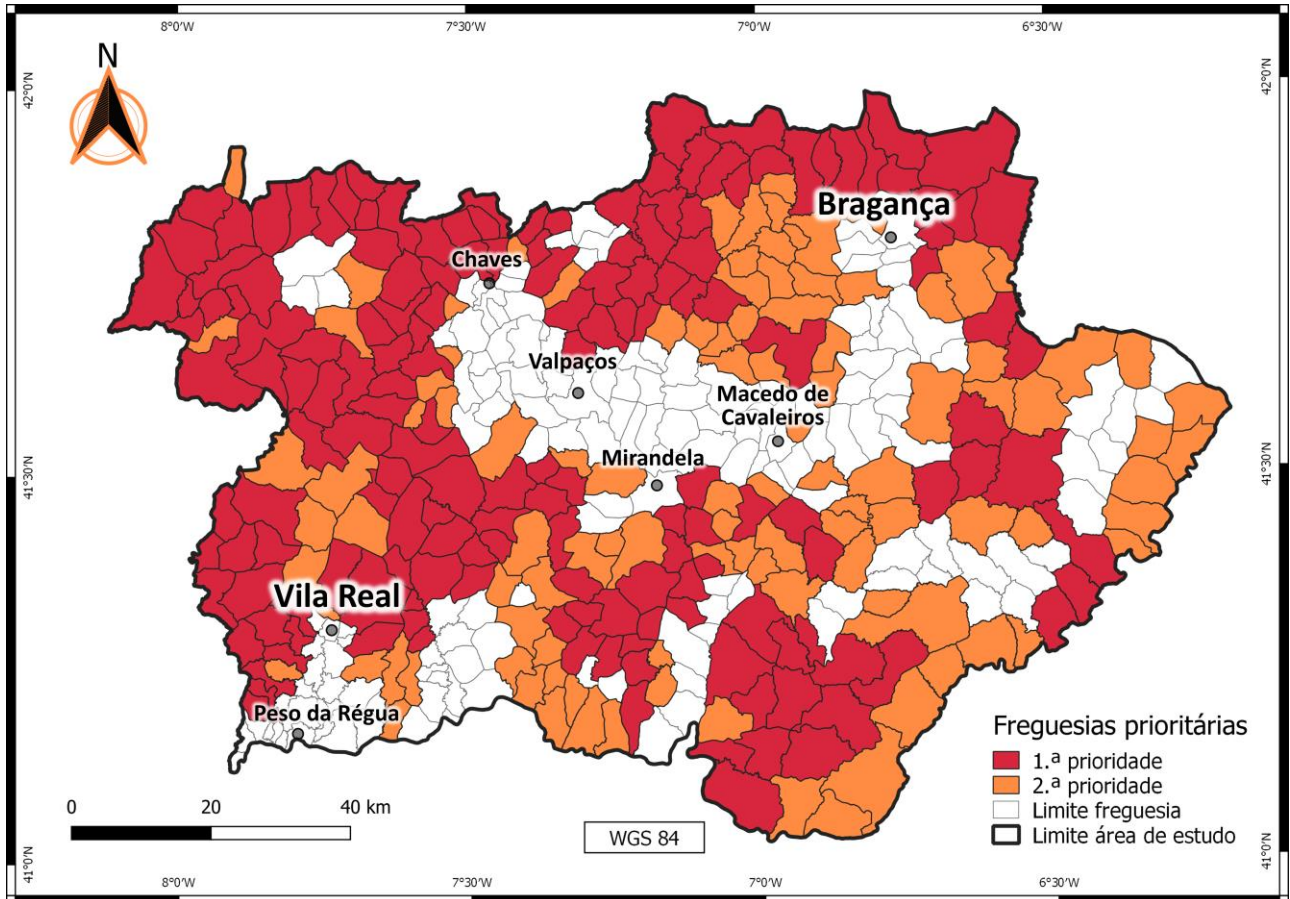 8°0'W
7°30'W
7°0'W
6°30'W
N
42°0'N
42°0'N
Bragança
Chaves
Valpaços
Macedo de
Cavaleiros
Mirandela
41°30'N
41°30'N
Vila Real
Peso da Régua
Freguesias prioritárias
1.ª prioridade
2.ª prioridade
Limite freguesia
Limite área de estudo
0
20
40 km
WGS 84
41°0'N
41°0'N
8°0'W
7°30'W
7°0'W
6°30'W